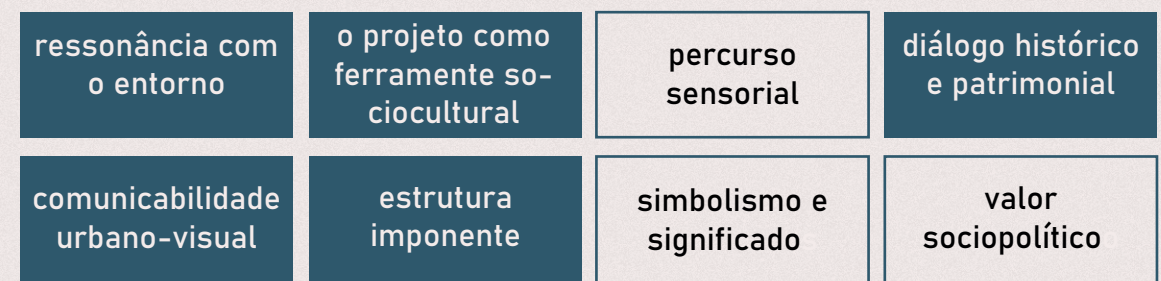 ressonância com
o entorno
o projeto como
ferramente so-
ciocultural
percurso
sensorial
diálogo histórico
e patrimonial
comunicabilidade
urbano-visual
estrutura
imponente
simbolismo e
significado
valor
sociopolítico